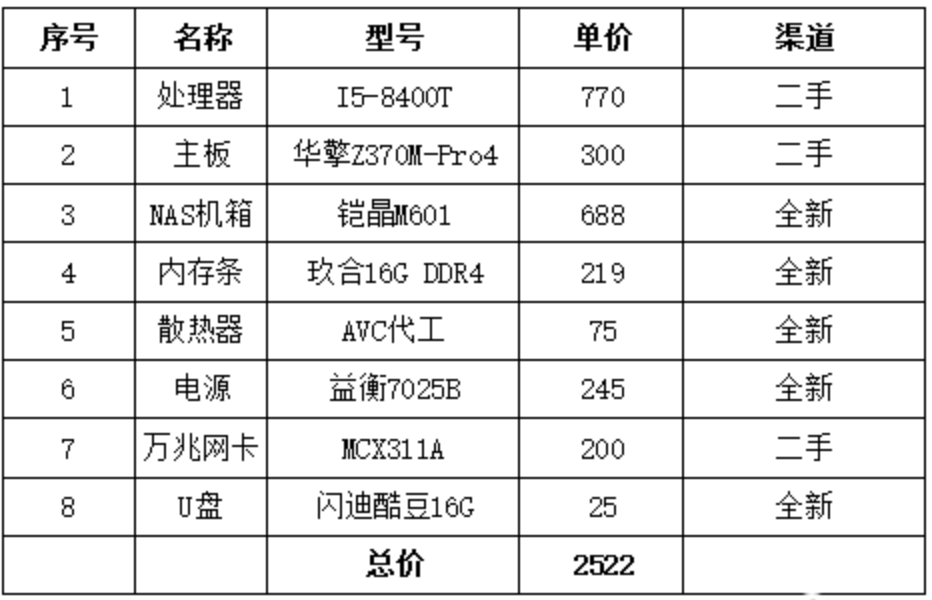 序号 名称 型号 单价 渠道
1 处理器 I5-8400T 770 二手
2 主板 华擎Z370M-Pro4 300 二手
3 NAS机箱 铠晶M601 688 全新
4 内存条 玖合16G DDR4 219 全新
5 散热器 AVC代工 75 全新
6 电源 益衡7025B 245 全新
7 万兆网卡 MCX311A 200 二手
8 U盘 闪迪酷豆16G 25 全新
总价 2522